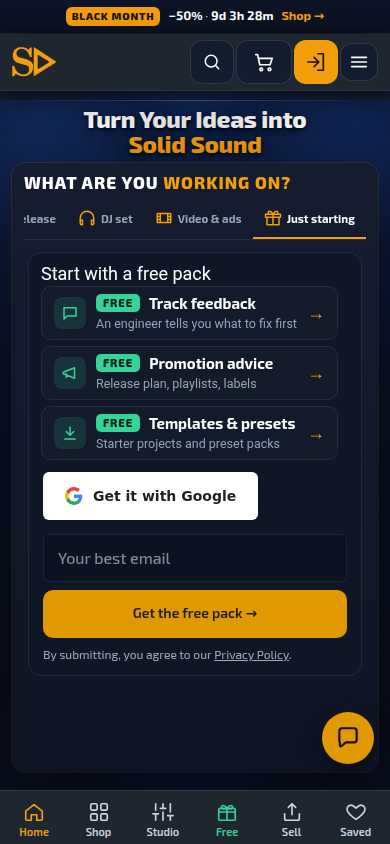 BLACK MONTH −50% · 9d 3h 28m Shop →
SD
Turn Your Ideas into
Solid Sound
WHAT ARE YOU WORKING ON?
elease DJ set Video & ads Just starting
Start with a free pack
FREE Track feedback
An engineer tells you what to fix first →
FREE Promotion advice
Release plan, playlists, labels →
FREE Templates & presets
Starter projects and preset packs →
Get it with Google
Your best email
Get the free pack →
By submitting, you agree to our Privacy Policy.
Home Shop Studio Free Sell Saved